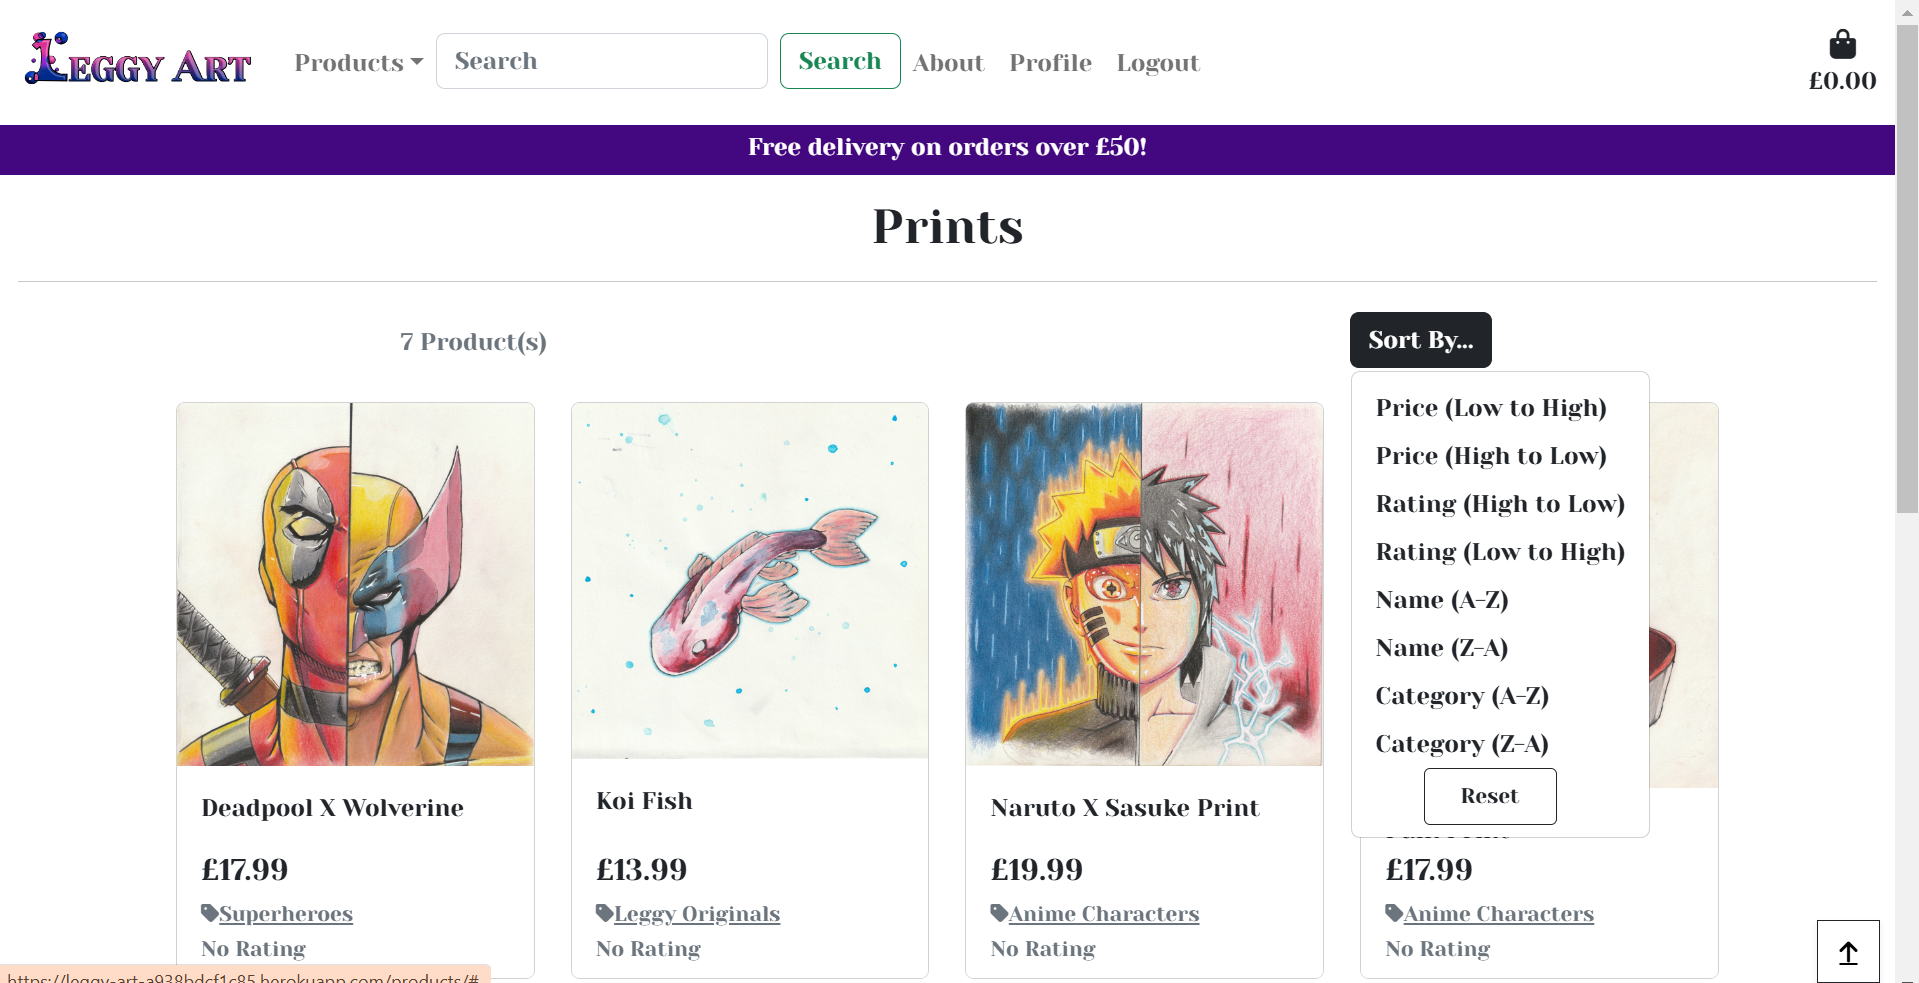 Leggy Art
Products
Search
Search
About
Profile
Logout
£0.00
Free delivery on orders over £50!
Prints
7 Product(s)
Sort By...
Price (Low to High)
Price (High to Low)
Rating (High to Low)
Rating (Low to High)
Name (A-Z)
Name (Z-A)
Category (A-Z)
Category (Z-A)
Reset
Deadpool X Wolverine
£17.99
Superheroes
No Rating
Koi Fish
£13.99
Leggy Originals
No Rating
Naruto X Sasuke Print
£19.99
Anime Characters
No Rating
£17.99
Anime Characters
No Rating
https://leggy-art-a938bdcf1c85.herokuapp.com/products/#